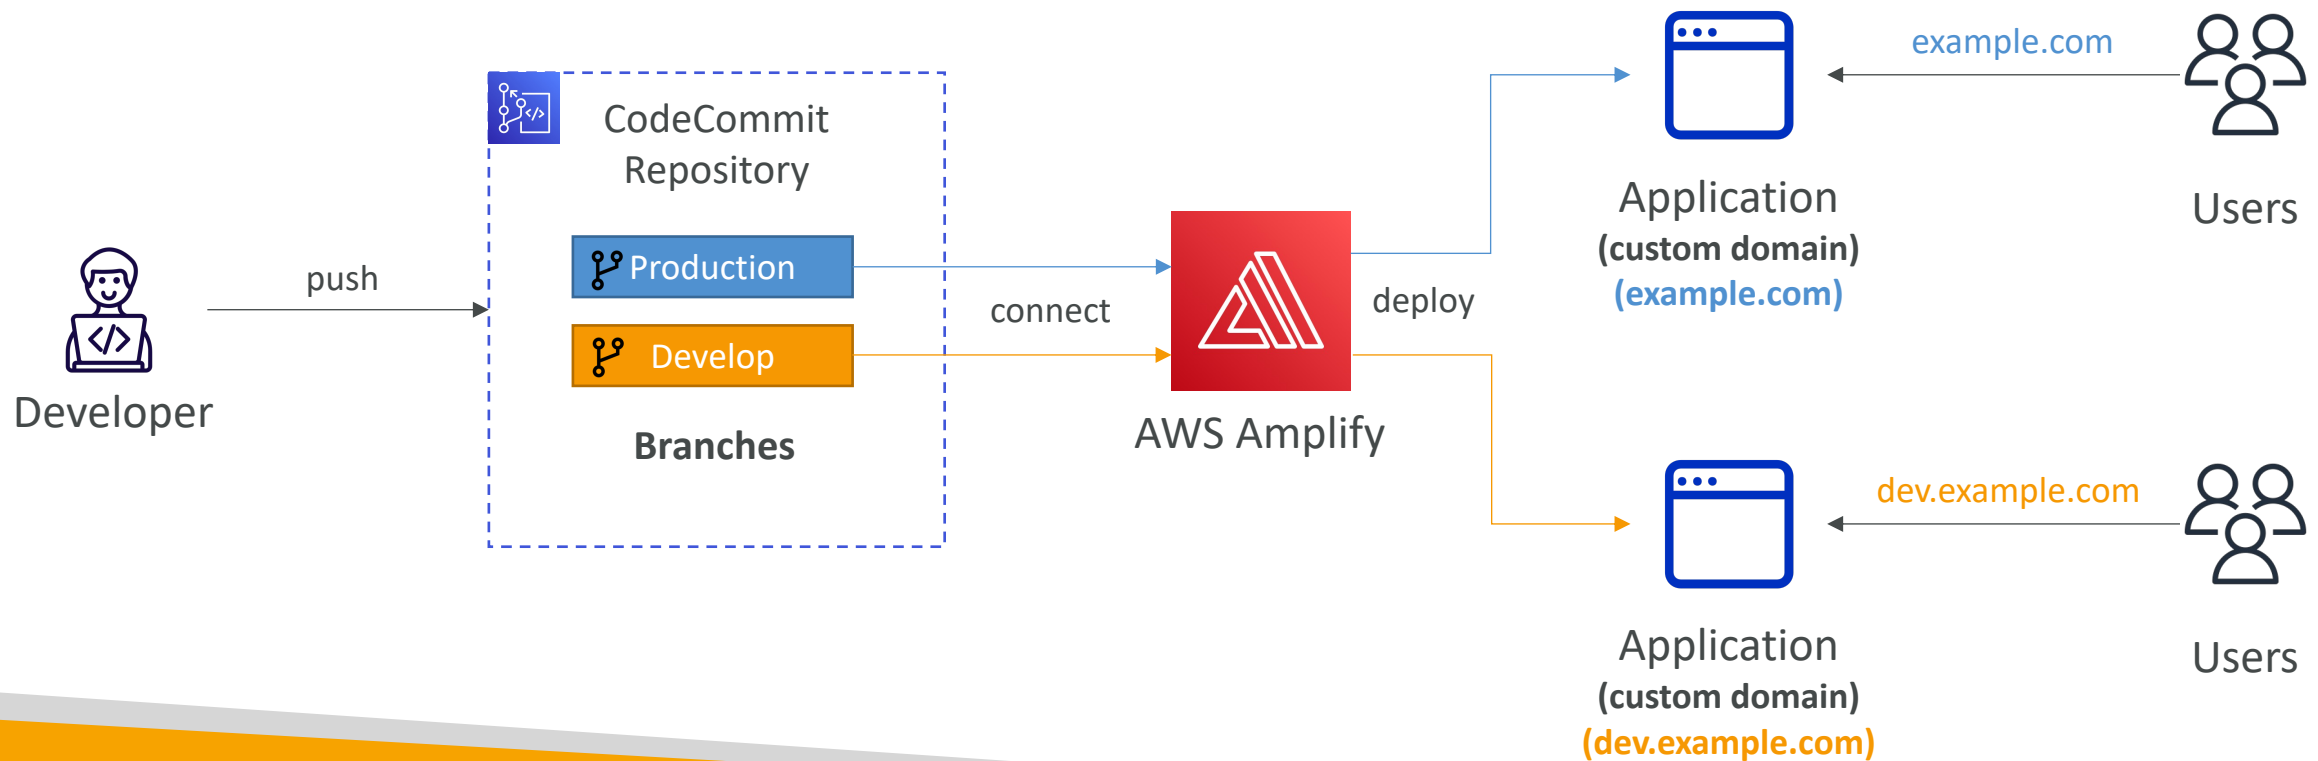 Developer
push
CodeCommit
Repository
Production
Develop
Branches
connect
AWS Amplify
deploy
Application
(custom domain)
(example.com)
example.com
Users
Application
(custom domain)
(dev.example.com)
dev.example.com
Users